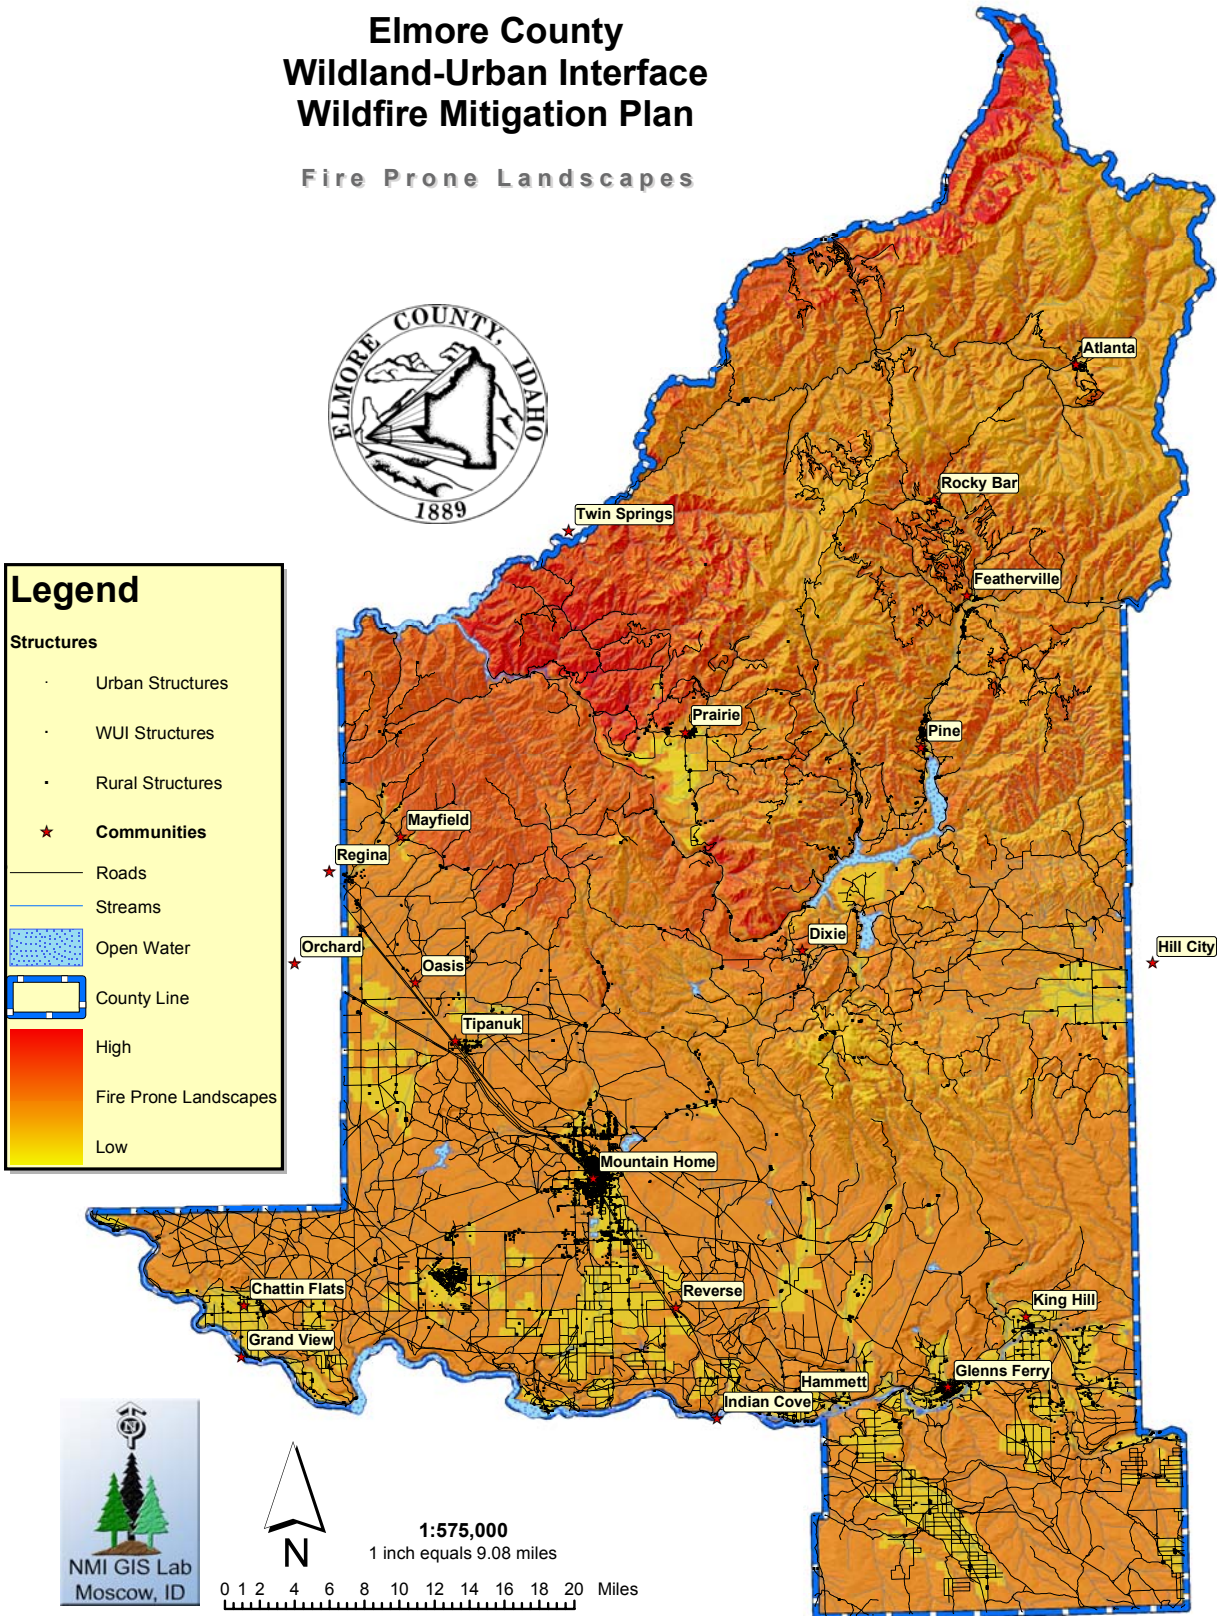 Elmore County
Wildland-Urban Interface
Wildfire Mitigation Plan
Fire Prone Landscapes
ELMORE COUNTY, IDAHO
1889
Atlanta
Rocky Bar
Twin Springs
Featherville
Prairie
Pine
Mayfield
Regina
Orchard
Oasis
Dixie
Hill City
Tipanuk
Mountain Home
Chattin Flats
Reverse
King Hill
Grand View
Glenns Ferry
Hammett
Indian Cove
Legend
Structures
Urban Structures
WUI Structures
Rural Structures
Communities
Roads
Streams
Open Water
County Line
High
Fire Prone Landscapes
Low
N
NMI GIS Lab
Moscow, ID
N
1:575,000
1 inch equals 9.08 miles
0 1 2 4 6 8 10 12 14 16 18 20 Miles